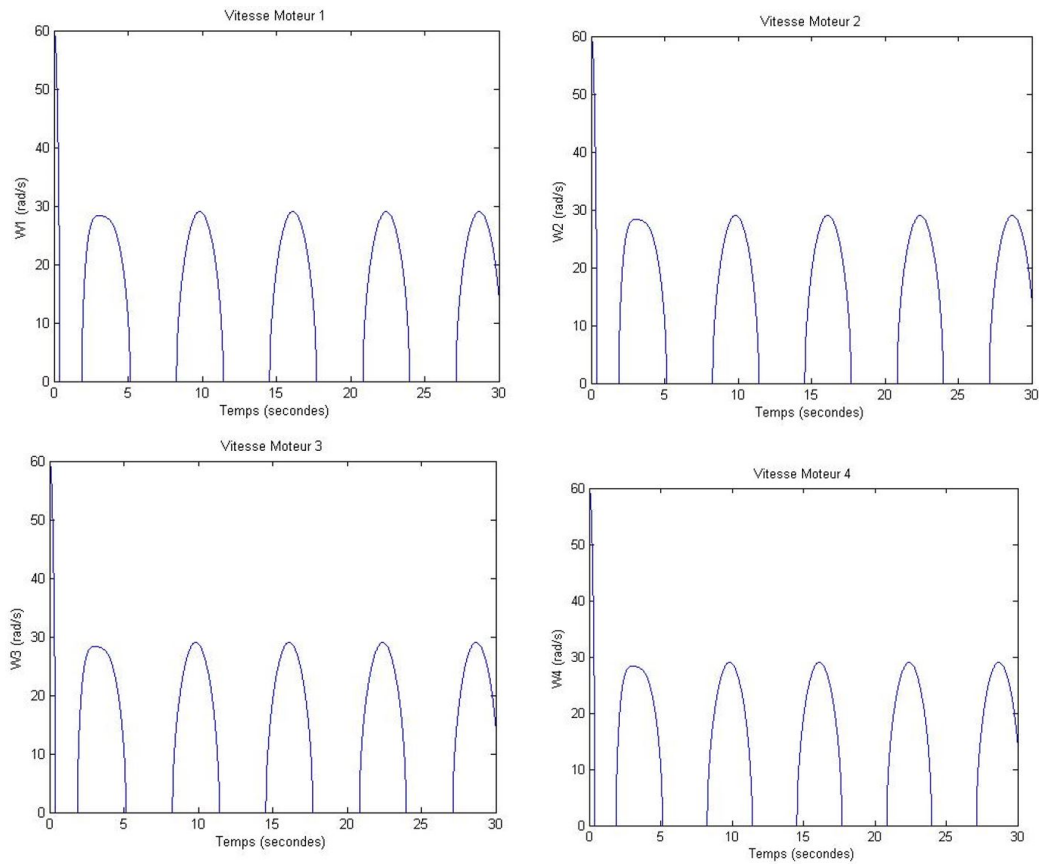 Vitesse Moteur 1
60
50
40
30
20
10
0
W1 (rad/s)
0 5 10 15 20 25 30
Temps (secondes)
Vitesse Moteur 2
60
50
40
30
20
10
0
W2 (rad/s)
0 5 10 15 20 25 30
Temps (secondes)
Vitesse Moteur 3
60
50
40
30
20
10
0
W3 (rad/s)
0 5 10 15 20 25 30
Temps (secondes)
Vitesse Moteur 4
60
50
40
30
20
10
0
W4 (rad/s)
0 5 10 15 20 25 30
Temps (secondes)